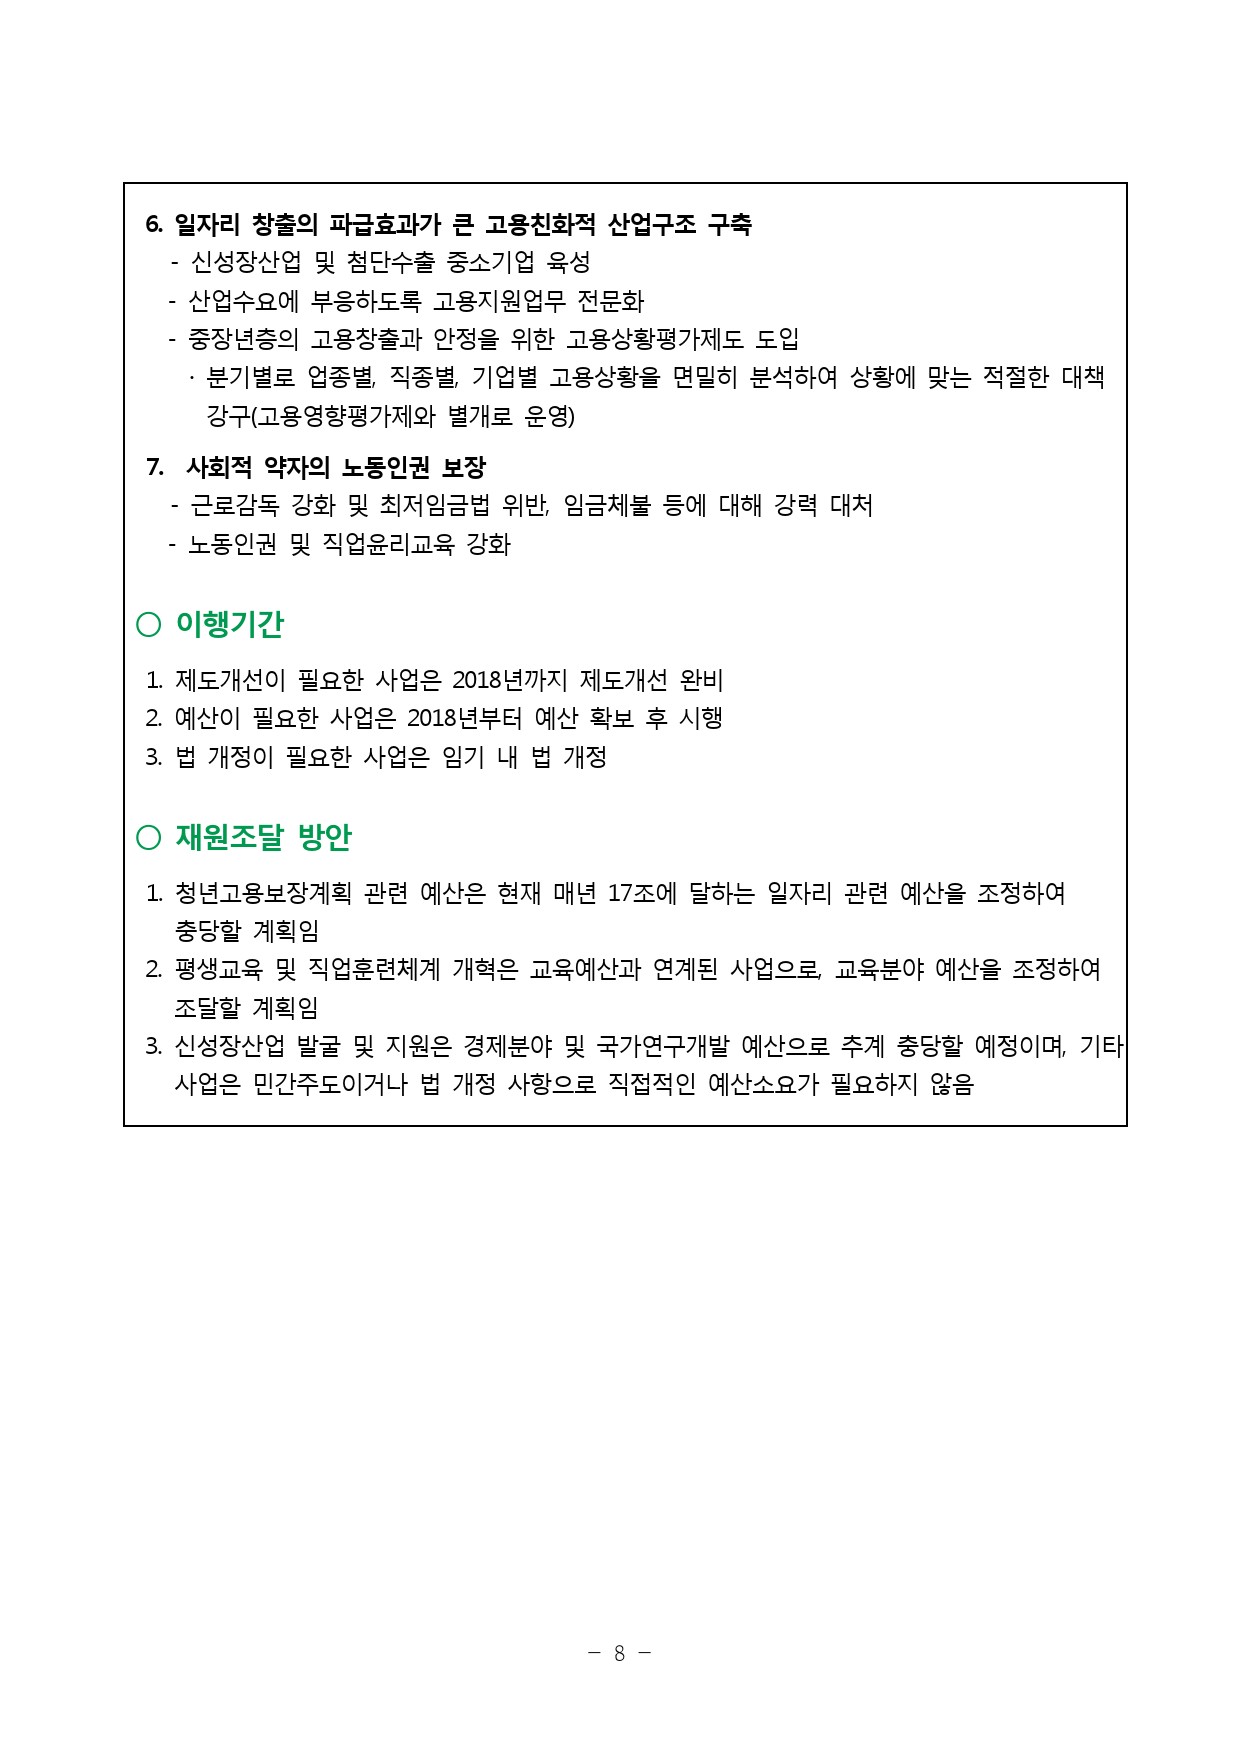 6. 일자리 창출의 파급효과가 큰 고용친화적 산업구조 구축
- 신성장산업 및 첨단수출 중소기업 육성
- 산업수요에 부응하도록 고용지원업무 전문화
- 중장년층의 고용창출과 안정을 위한 고용상황평가제도 도입
· 분기별로 업종별, 직종별, 기업별 고용상황을 면밀히 분석하여 상황에 맞는 적절한 대책
강구(고용영향평가제와 별개로 운영)
7. 사회적 약자의 노동인권 보장
- 근로감독 강화 및 최저임금법 위반, 임금체불 등에 대해 강력 대처
- 노동인권 및 직업윤리교육 강화
○ 이행기간
1. 제도개선이 필요한 사업은 2018년까지 제도개선 완비
2. 예산이 필요한 사업은 2018년부터 예산 확보 후 시행
3. 법 개정이 필요한 사업은 임기 내 법 개정
○ 재원조달 방안
1. 청년고용보장계획 관련 예산은 현재 매년 17조에 달하는 일자리 관련 예산을 조정하여
충당할 계획임
2. 평생교육 및 직업훈련체계 개혁은 교육예산과 연계된 사업으로, 교육분야 예산을 조정하여
조달할 계획임
3. 신성장산업 발굴 및 지원은 경제분야 및 국가연구개발 예산으로 추계 충당할 예정이며, 기타
사업은 민간주도이거나 법 개정 사항으로 직접적인 예산소요가 필요하지 않음
- 8 -